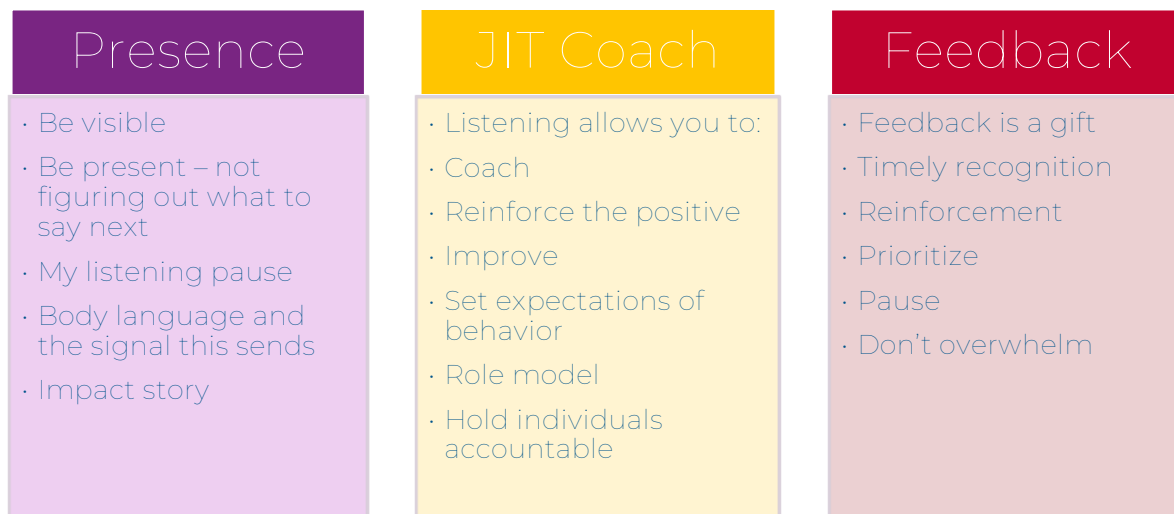 Presence
· Be visible
· Be present – not
figuring out what to
say next
· My listening pause
· Body language and
the signal this sends
· Impact story
JIT Coach
· Listening allows you to:
· Coach
· Reinforce the positive
· Improve
· Set expectations of
behavior
· Role model
· Hold individuals
accountable
Feedback
· Feedback is a gift
· Timely recognition
· Reinforcement
· Prioritize
· Pause
· Don’t overwhelm